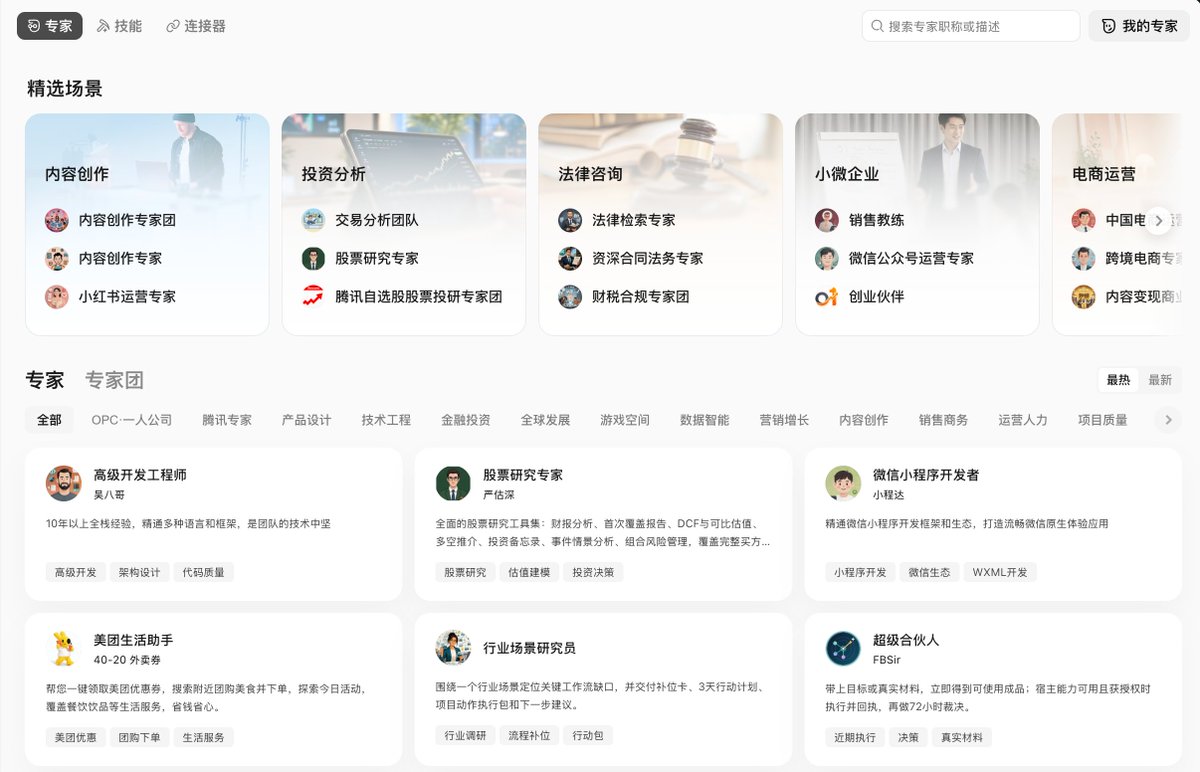 专家
技能
连接器
搜索专家职称或描述
我的专家
精选场景
内容创作
内容创作专家团
内容创作专家
小红书运营专家
投资分析
交易分析团队
股票研究专家
腾讯自选股股票投研专家团
法律咨询
法律检索专家
资深合同法务专家
财税合规专家团
小微企业
销售教练
微信公众号运营专家
创业伙伴
电商运营
中国电
跨境电商专家
内容变现商业
专家 专家团
最热 最新
全部 OPC·一人公司 腾讯专家 产品设计 技术工程 金融投资 全球发展 游戏空间 数据智能 营销增长 内容创作 销售商务 运营人力 项目质量
高级开发工程师
吴八哥
10年以上全栈经验，精通多种语言和框架，是团队的技术中坚
高级开发 架构设计 代码质量
股票研究专家
严估深
全面的股票研究工具集：财报分析、首次覆盖报告、DCF与可比估值、
多空推介、投资备忘录、事件情景分析、组合风险管理，覆盖完整买方...
股票研究 估值建模 投资决策
微信小程序开发者
小程达
精通微信小程序开发框架和生态，打造流畅微信原生体验应用
小程序开发 微信生态 WXML开发
美团生活助手
40-20 外卖券
帮您一键领取美团优惠券，搜索附近团购美食并下单，探索今日活动，
覆盖餐饮饮品等生活服务，省钱省心。
美团优惠 团购下单 生活服务
行业场景研究员
围绕一个行业场景定位关键工作流缺口，并交付补位卡、3天行动计划、
项目动作执行包和下一步建议。
行业调研 流程补位 行动包
超级合伙人
FBSir
带上目标或真实材料，立即得到可使用成品；宿主能力可用且获授权时
执行并回执，再做72小时裁决。
近期执行 决策 真实材料